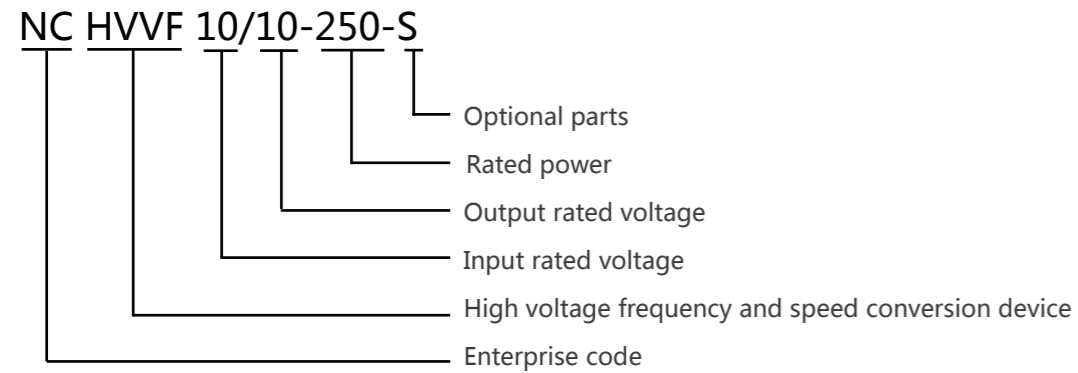 NC HVVF 10/10-250-S
Optional parts
Rated power
Output rated voltage
Input rated voltage
High voltage frequency and speed conversion device
Enterprise code